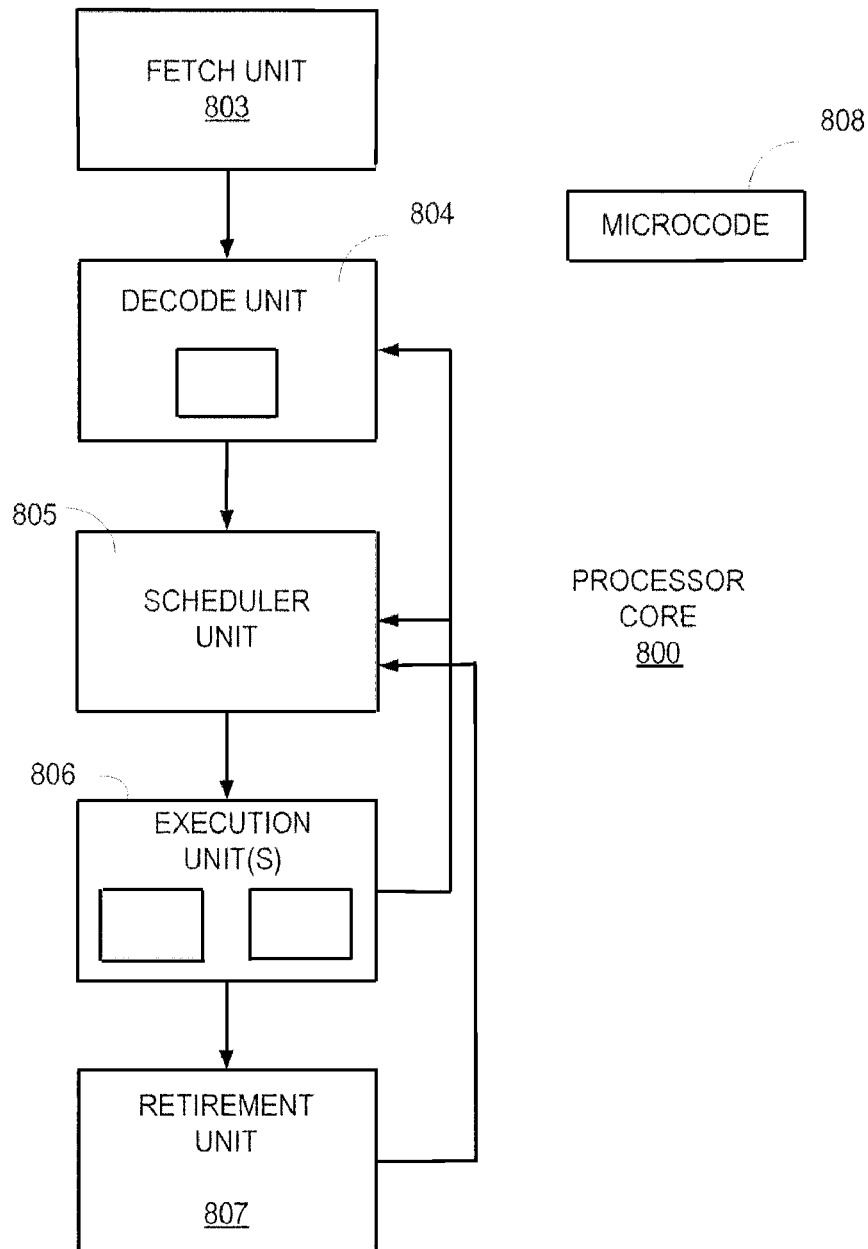 FETCH UNIT
803
808
MICROCODE
804
DECODE UNIT
805
SCHEDULER
UNIT
PROCESSOR
CORE
800
806
EXECUTION
UNIT(S)
RETIREMENT
UNIT
807